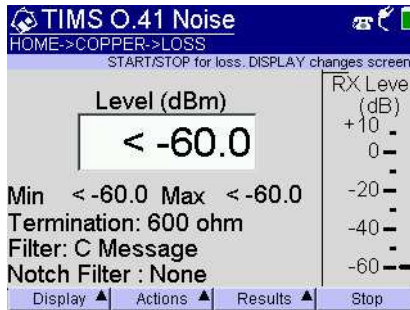 TIMS O.41 Noise
HOME->COPPER->LOSS
START/STOP for loss. DISPLAY changes screen
Level (dBm)
< -60.0
Min < -60.0 Max < -60.0
Termination: 600 ohm
Filter: C Message
Notch Filter : None
RX Leve
(dB)
+10
0
-20
-40
-60
Display ▲ Actions ▲ Results ▲ Stop